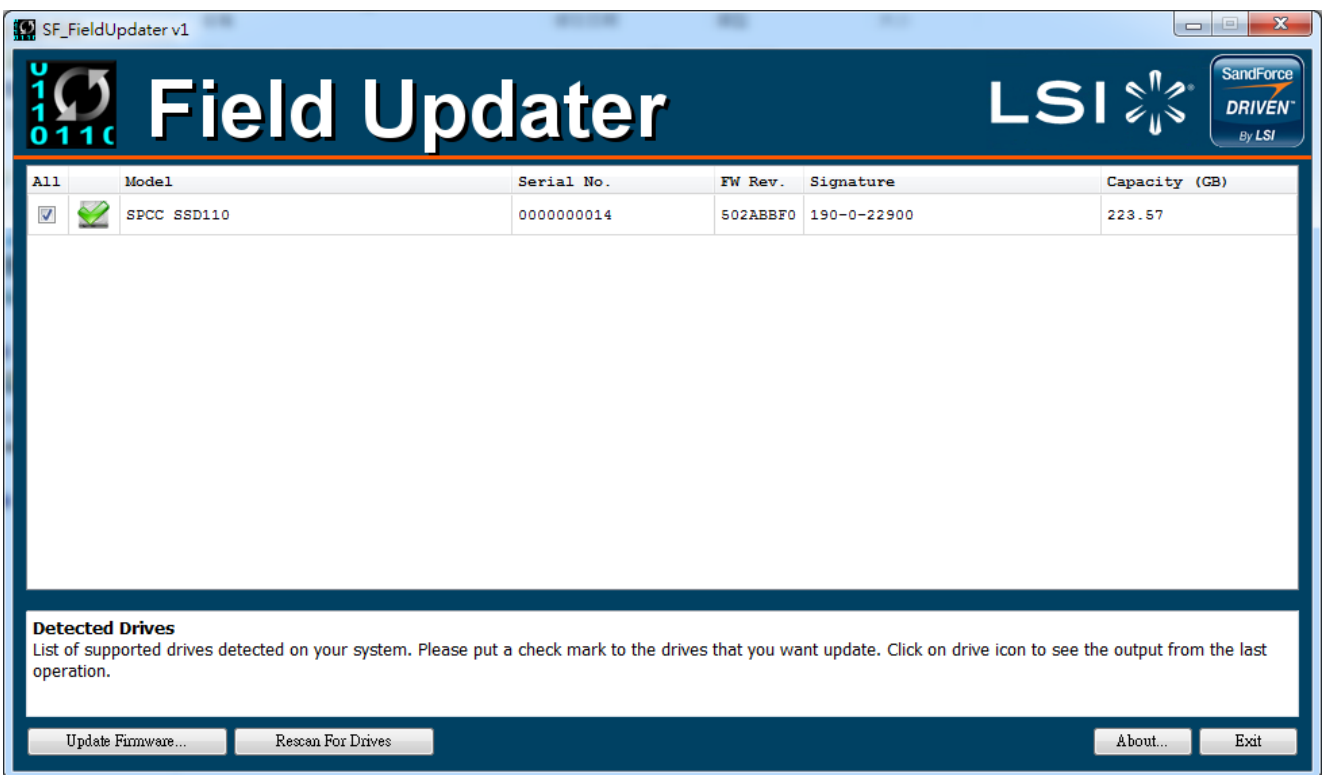 SF_FieldUpdater v1
Field Updater
LSI
SandForce
DRIVEN™
By LSI
All Model Serial No. FW Rev. Signature Capacity (GB)
SPCC SSD110 0000000014 502ABBF0 190-0-22900 223.57
Detected Drives
List of supported drives detected on your system. Please put a check mark to the drives that you want update. Click on drive icon to see the output from the last
operation.
Update Firmware... Rescan For Drives About... Exit